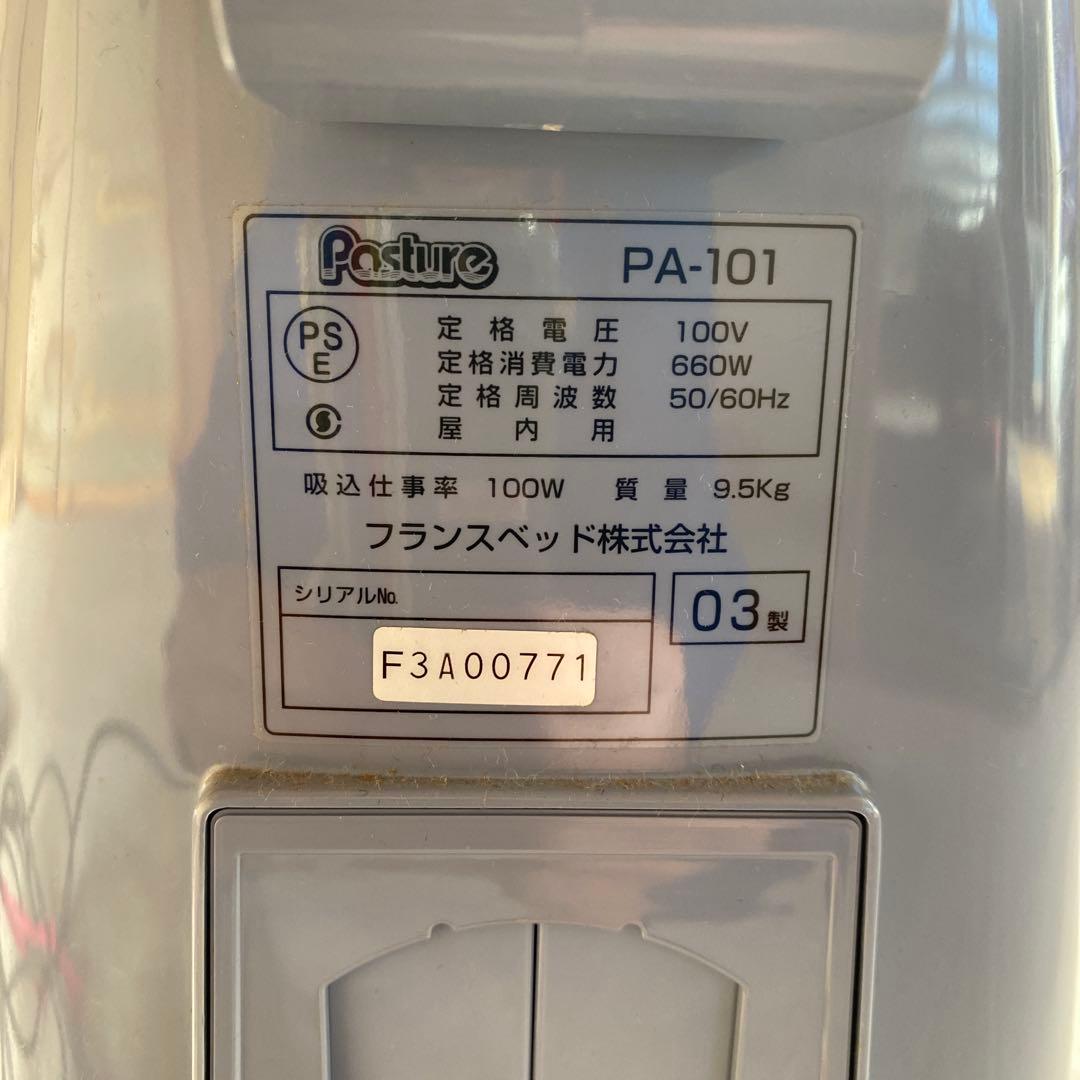 Pasture PA-101
PS
E
定格電圧 100V
定格消費電力 660W
定格周波数 50/60Hz
屋内用
吸込仕事率 100W 質量 9.5Kg
フランスベッド株式会社
シリアルNo.
03製
F3A00771